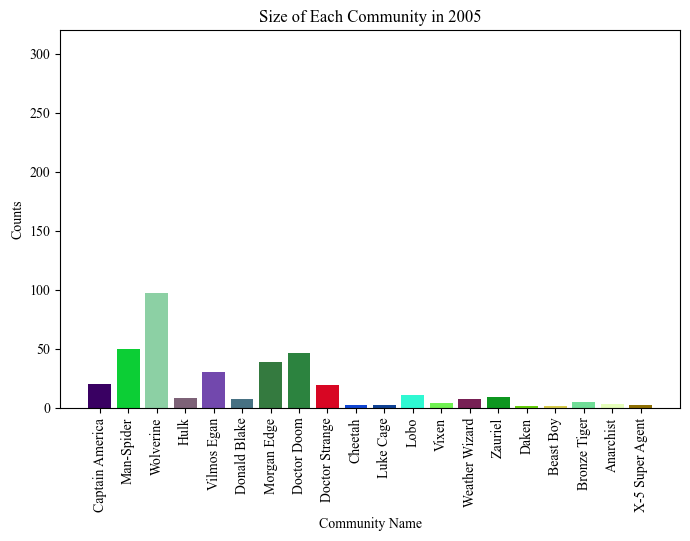 Size of Each Community in 2005
Counts
300
250
200
150
100
50
0
Captain America
Man-Spider
Wolverine
Hulk
Vilmos Egan
Donald Blake
Morgan Edge
Doctor Doom
Doctor Strange
Cheetah
Luke Cage
Lobo
Vixen
Weather Wizard
Zauriel
Daken
Beast Boy
Bronze Tiger
Anarchist
X-5 Super Agent
Community Name